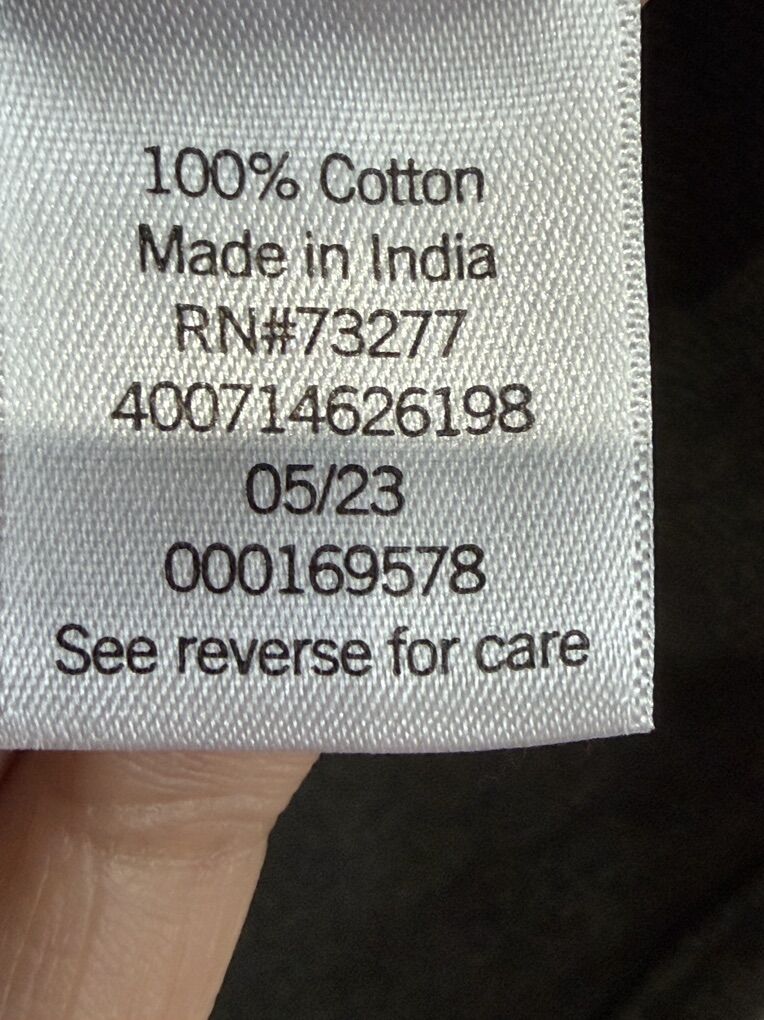 100% Cotton
Made in India
RN#73277
400714626198
05/23
000169578
See reverse for care